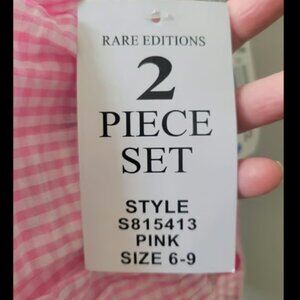 RARE EDITIONS
2
PIECE
SET
STYLE
S815413
PINK
SIZE 6-9